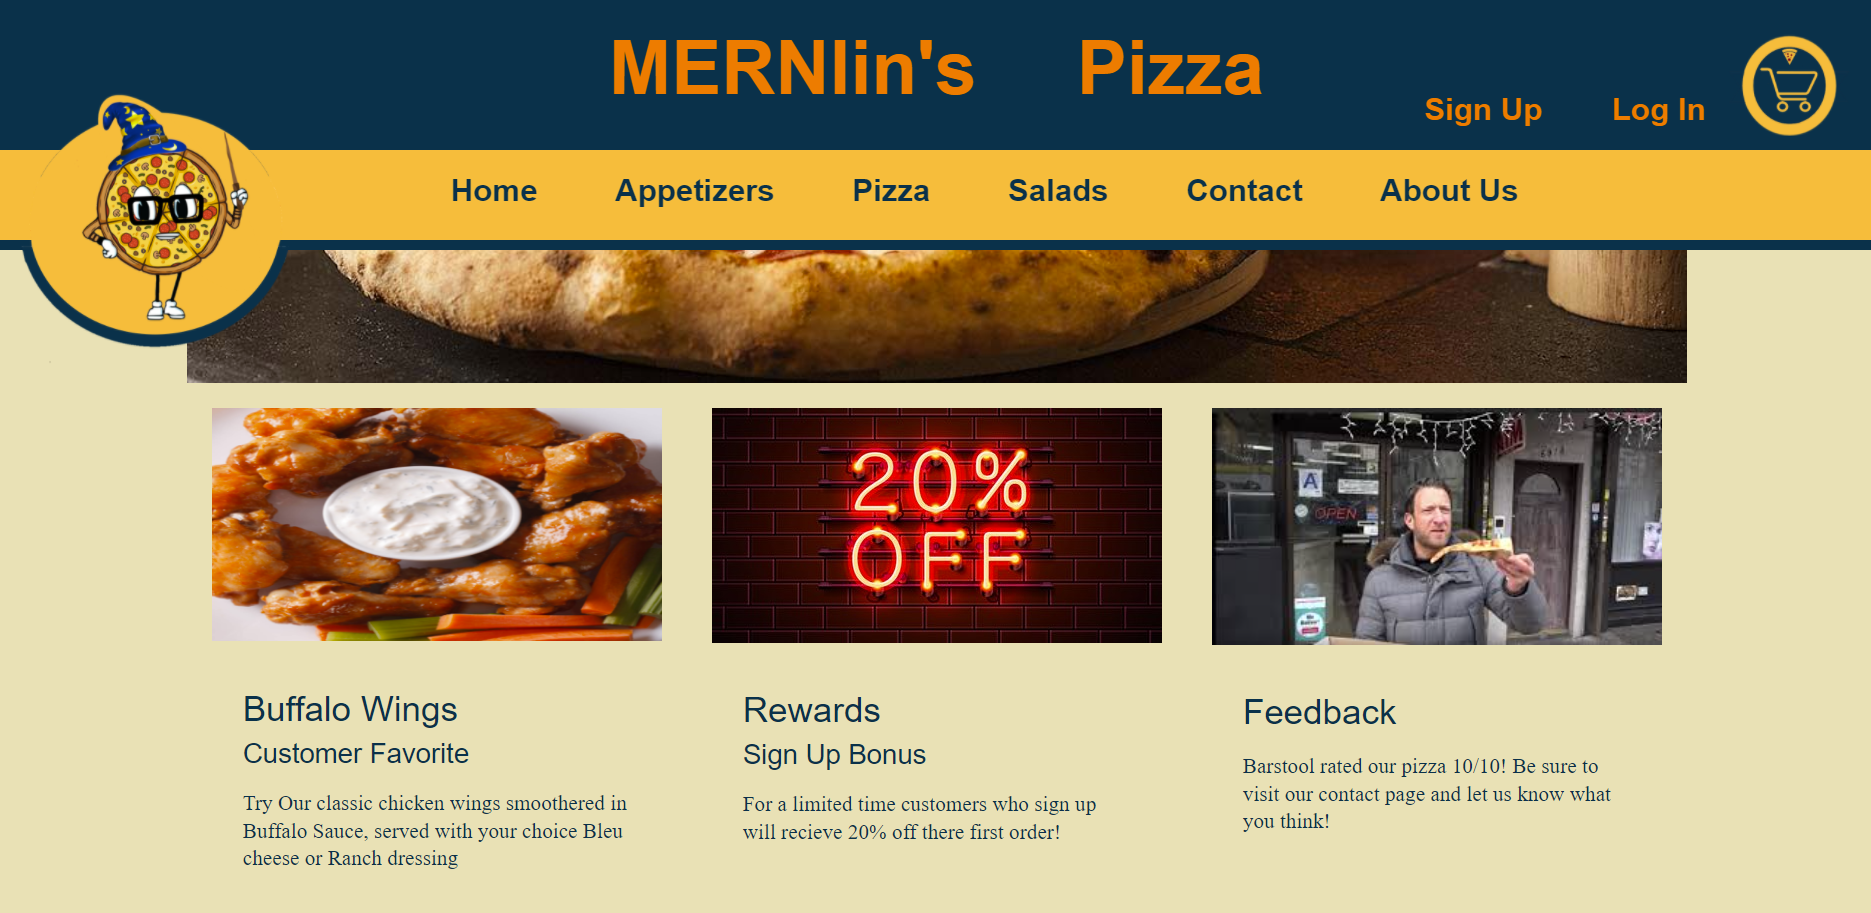 MERNlin's Pizza
Sign Up Log In
Home Appetizers Pizza Salads Contact About Us
20%
OFF
A
OPEN
Buffalo Wings
Customer Favorite
Try Our classic chicken wings smoothered in
Buffalo Sauce, served with your choice Bleu
cheese or Ranch dressing
Rewards
Sign Up Bonus
For a limited time customers who sign up
will recieve 20% off there first order!
Feedback
Barstool rated our pizza 10/10! Be sure to
visit our contact page and let us know what
you think!